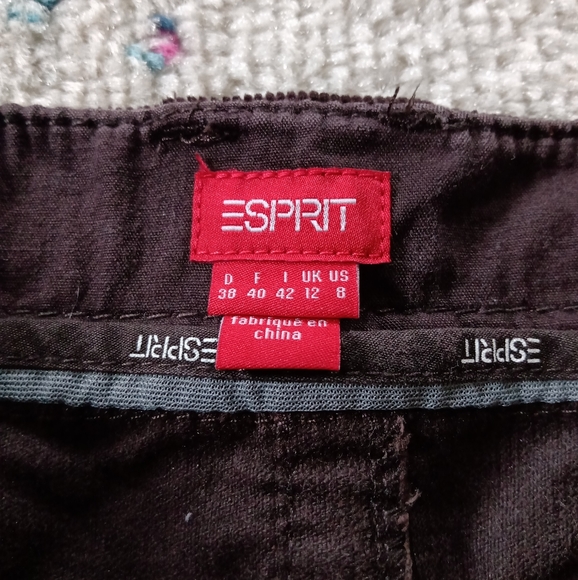 ESPRIT
D F I UK US
38 40 42 12 8
fabriqué en
china
ESPRIT ESPRIT